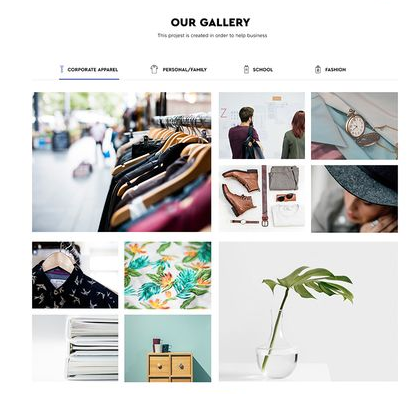 OUR GALLERY
This project is created in order to help business
CORPORATE APPAREL
PERSONAL/FAMILY
SCHOOL
FASHION